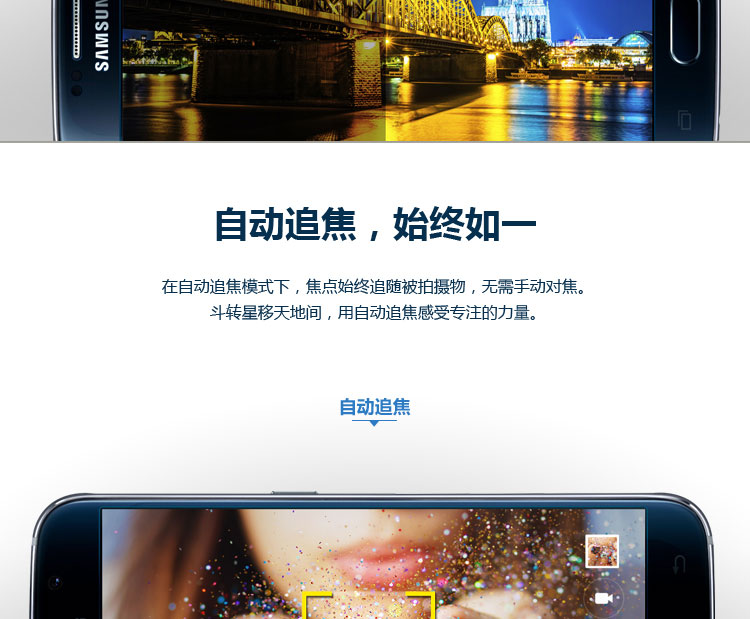 SAMSUN
自动追焦，始终如一
在自动追焦模式下，焦点始终追随被拍摄物，无需手动对焦。
斗转星移天地间，用自动追焦感受专注的力量。
自动追焦